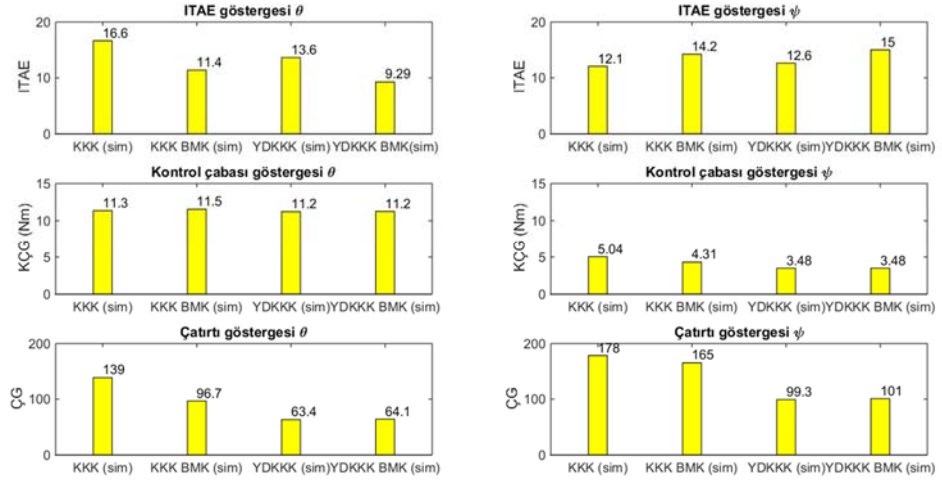 ITAE göstergesi θ
20
10
0
ITAE
16.6
11.4
13.6
9.29
KKK (sim) KKK BMK (sim) YDKKK (sim) YDKKK BMK(sim)
ITAE göstergesi ψ
20
10
0
ITAE
12.1
14.2
12.6
15
KKK (sim) KKK BMK (sim) YDKKK (sim) YDKKK BMK (sim)
Kontrol çabası göstergesi θ
15
10
5
0
KÇG (Nm)
11.3
11.5
11.2
11.2
KKK (sim) KKK BMK (sim) YDKKK (sim) YDKKK BMK (sim)
Kontrol çabası göstergesi ψ
15
10
5
0
KÇG (Nm)
5.04
4.31
3.48
3.48
KKK (sim) KKK BMK (sim) YDKKK (sim) YDKKK BMK (sim)
Çatırtı göstergesi θ
200
100
0
ÇG
139
96.7
63.4
64.1
KKK (sim) KKK BMK (sim) YDKKK (sim) YDKKK BMK (sim)
Çatırtı göstergesi ψ
200
100
0
ÇG
178
165
99.3
101
KKK (sim) KKK BMK (sim) YDKKK (sim) YDKKK BMK (sim)